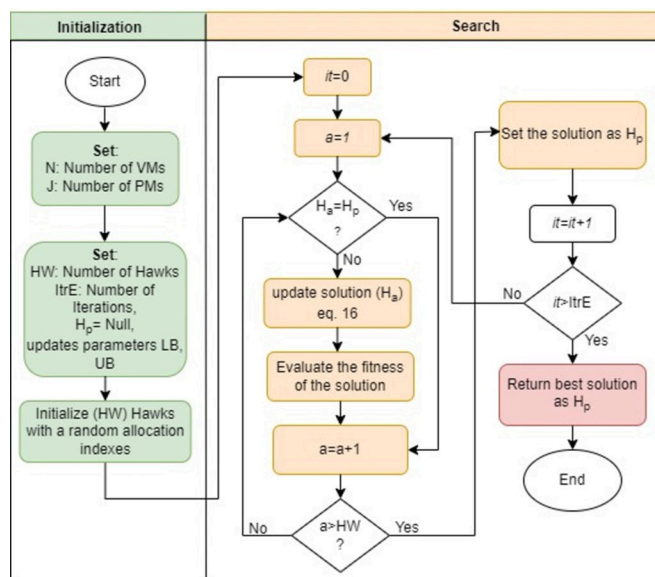 Initialization
Search
Start
Set:
N: Number of VMs
J: Number of PMs
Set:
HW: Number of Hawks
ItrE: Number of
Iterations,
Hp= Null,
updates parameters LB,
UB
Initialize (HW) Hawks
with a random allocation
indexes
it=0
a=1
Ha=Hp
?
Yes
No
update solution (Ha)
eq. 16
Evaluate the fitness
of the solution
a=a+1
a>HW
?
No
Yes
Set the solution as Hp
it=it+1
it>ItrE
No
Yes
Return best solution
as Hp
End